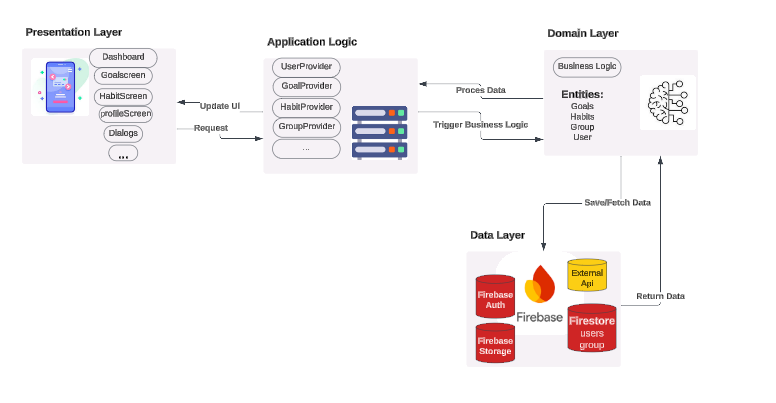 Presentation Layer
Dashboard
Goalscreen
HabitScreen
profileScreen
Dialogs
...
Update UI
Request
Application Logic
UserProvider
GoalProvider
HabitProvider
GroupProvider
...
Proces Data
Trigger Business Logic
Domain Layer
Business Logic
Entities:
Goals
Habits
Group
User
Save/Fetch Data
Return Data
Data Layer
Firebase
Auth
Firebase
Storage
Firebase
External
Api
Firestore
users
group